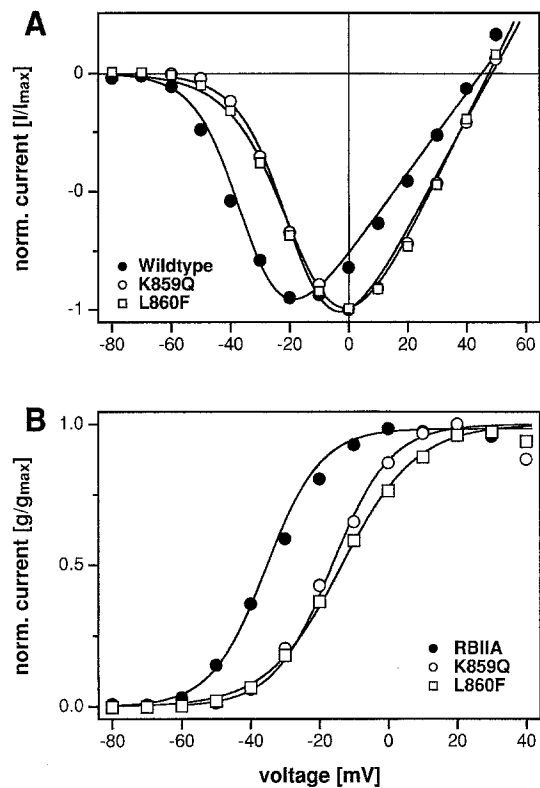 A
norm. current [I/Imax]
0
-0
-1
Wildtype
K859Q
L860F
-80 -60 -40 -20 0 20 40 60
B
norm. current [g/gmax]
1.0
0.5
0.0
RBIIA
K859Q
L860F
-80 -60 -40 -20 0 20 40
voltage [mV]